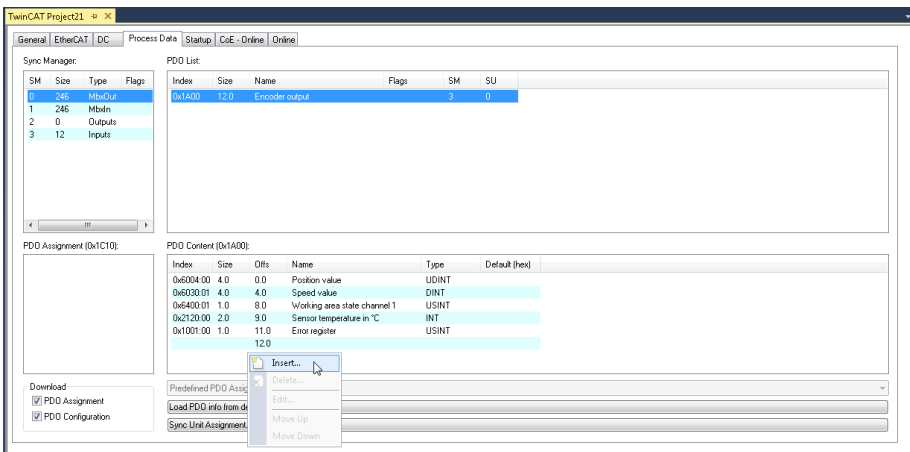 TwinCAT Project21
General EtherCAT DC Process Data Startup CoE - Online Online
Sync Manager:
SM Size Type Flags
0 246 MbxOut
1 246 MbxIn
2 0 Outputs
3 12 Inputs
PDO List:
Index Size Name Flags SM SU
0x1A00 12.0 Encoder output 3 0
PDO Assignment (0x1C10):
PDO Content (0x1A00):
Index Size Offs Name Type Default (hex)
0x6004:00 4.0 0.0 Position value UDINT
0x6030:01 4.0 4.0 Speed value DINT
0x6400:01 1.0 8.0 Working area state channel 1 USINT
0x2120:00 2.0 9.0 Sensor temperature in °C INT
0x1001:00 1.0 11.0 Error register USINT
12.0
Insert...
Delete...
Edit...
Move Up
Move Down
Download
PDO Assignment
PDO Configuration
Predefined PDO Assig
Load PDO info from de
Sync Unit Assignment.